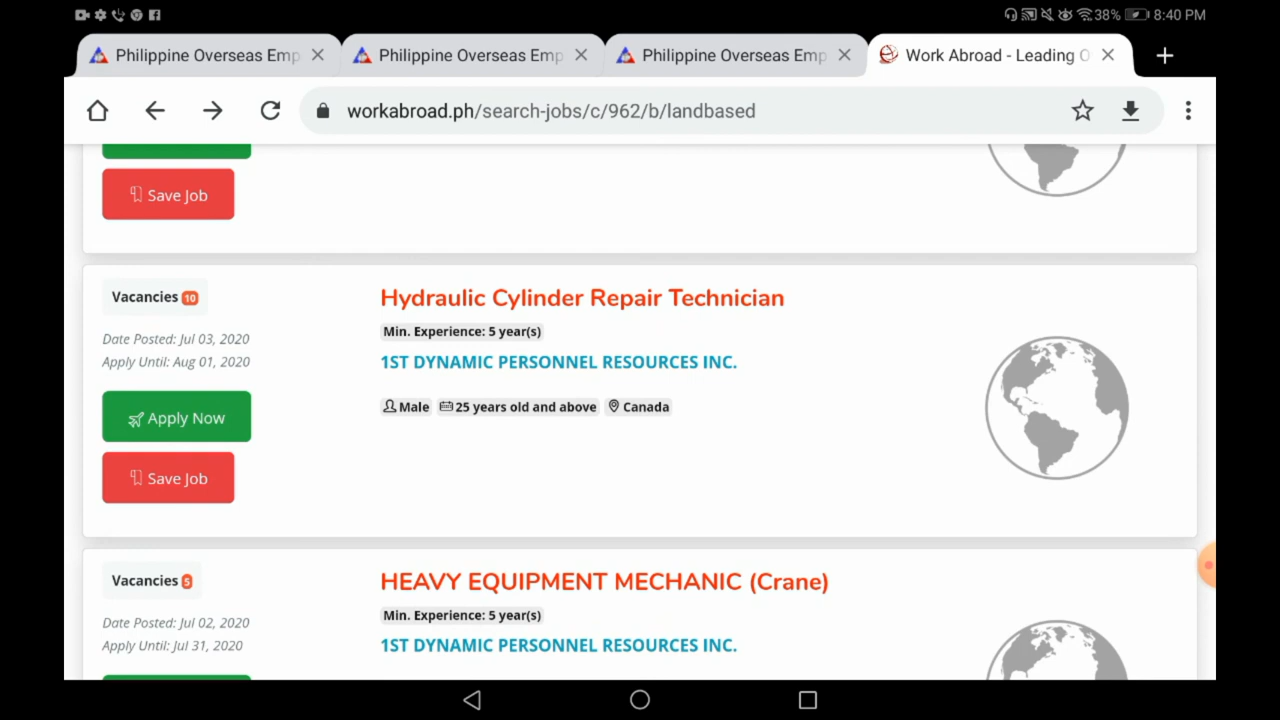 38% 8:40 PM
Philippine Overseas Emp
Philippine Overseas Emp
Philippine Overseas Emp
Work Abroad - Leading O
workabroad.ph/search-jobs/c/962/b/landbased
Save Job
Vacancies 10
Hydraulic Cylinder Repair Technician
Min. Experience: 5 year(s)
Date Posted: Jul 03, 2020
Apply Until: Aug 01, 2020
1ST DYNAMIC PERSONNEL RESOURCES INC.
Male 25 years old and above Canada
Apply Now
Save Job
Vacancies 5
HEAVY EQUIPMENT MECHANIC (Crane)
Min. Experience: 5 year(s)
Date Posted: Jul 02, 2020
Apply Until: Jul 31, 2020
1ST DYNAMIC PERSONNEL RESOURCES INC.